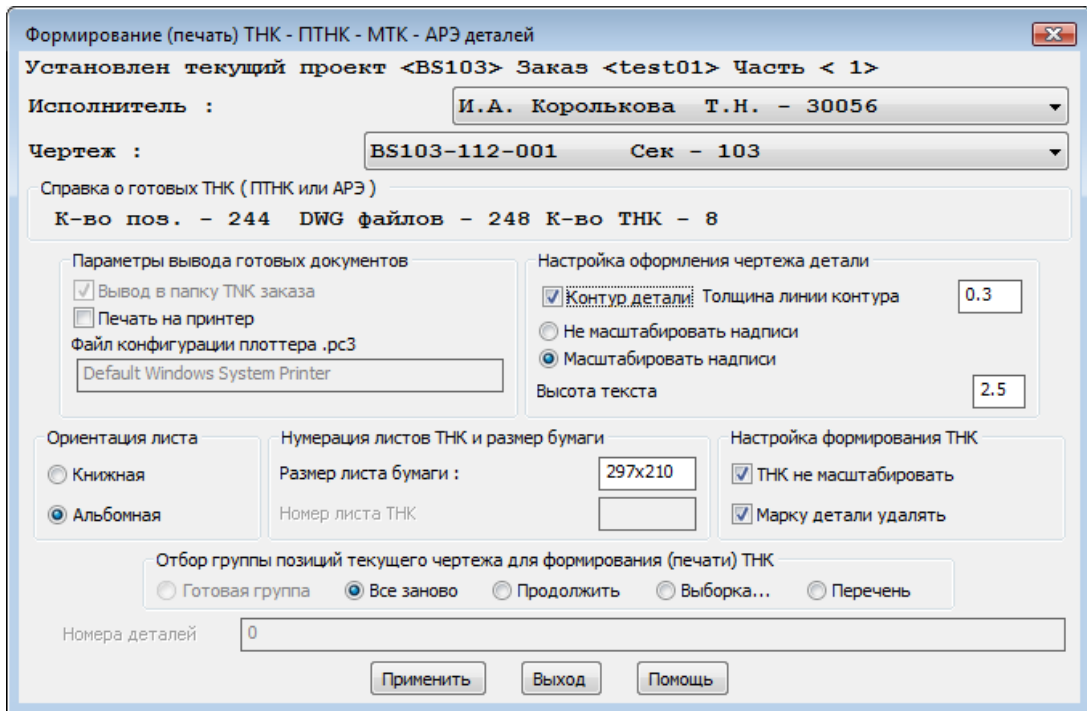 Формирование (печать) ТНК - ПТНК - МТК - АРЭ деталей
Установлен текущий проект <BS103> Заказ <test01> Часть < 1>
Исполнитель : И.А. Королькова Т.Н. - 30056
Чертеж : BS103-112-001 Сек - 103
Справка о готовых ТНК ( ПТНК или АРЭ )
К-во поз. - 244 DWG файлов - 248 К-во ТНК - 8
Параметры вывода готовых документов
Вывод в папку TNK заказа
Печать на принтер
Файл конфигурации плоттера .pc3
Default Windows System Printer
Настройка оформления чертежа детали
Контур детали Толщина линии контура 0.3
Не масштабировать надписи
Масштабировать надписи
Высота текста 2.5
Ориентация листа
Книжная
Альбомная
Нумерация листов ТНК и размер бумаги
Размер листа бумаги : 297x210
Номер листа ТНК
Настройка формирования ТНК
ТНК не масштабировать
Марку детали удалять
Отбор группы позиций текущего чертежа для формирования (печати) ТНК
Готовая группа Все заново Продолжить Выборка... Перечень
Номера деталей 0
Применить Выход Помощь